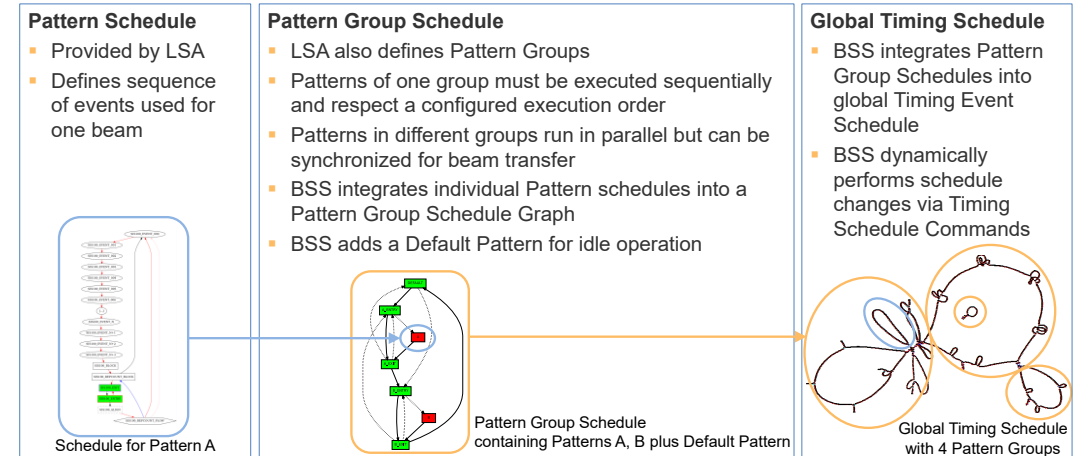 Pattern Schedule
▪ Provided by LSA
▪ Defines sequence
of events used for
one beam
Schedule for Pattern A
Pattern Group Schedule
▪ LSA also defines Pattern Groups
▪ Patterns of one group must be executed sequentially
and respect a configured execution order
▪ Patterns in different groups run in parallel but can be
synchronized for beam transfer
▪ BSS integrates individual Pattern schedules into a
Pattern Group Schedule Graph
▪ BSS adds a Default Pattern for idle operation
Pattern Group Schedule
containing Patterns A, B plus Default Pattern
Global Timing Schedule
▪ BSS integrates Pattern
Group Schedules into
global Timing Event
Schedule
▪ BSS dynamically
performs schedule
changes via Timing
Schedule Commands
Global Timing Schedule
with 4 Pattern Groups